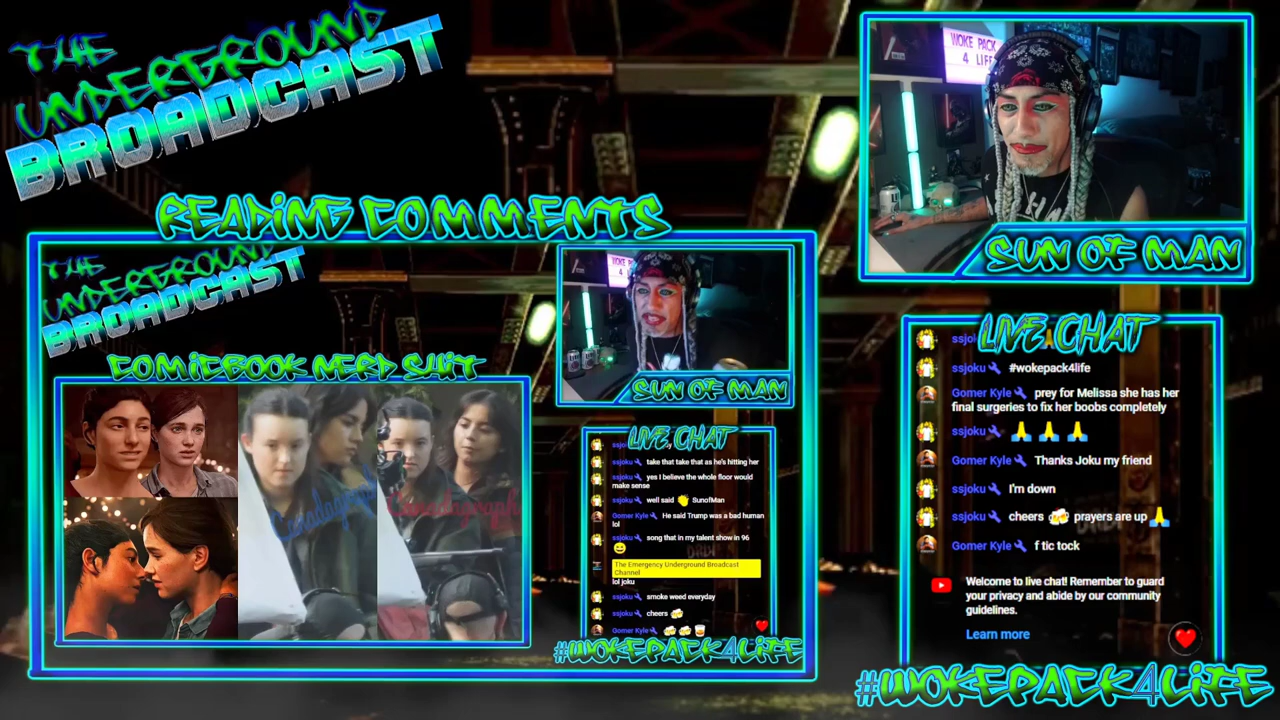 THE
UNDERGROUND
BROADCAST
READING COMMENTS
THE
UNDERGROUND
BROADCAST
COMICBOOK NERD SHIT
WOKE P
SUN OF MAN
LIVE CHAT
ssjoku take that take that as he's hitting her
ssjoku yes I believe the whole floor would
make sense
ssjoku well said 👏 SunofMan
Gomer Kyle He said Trump was a bad human
lol
ssjoku song that in my talent show in 96
😄
The Emergency Underground Broadcast
Channel
lol joku
ssjoku smoke weed everyday
ssjoku cheers 🍻
Gomer Kyle 🍻 🍻 🥃
#WOKEPACK4LIFE
WOKE PACK
4 LIFE
SUN OF MAN
LIVE CHAT
ssjoku #wokepack4life
Gomer Kyle prey for Melissa she has her
final surgeries to fix her boobs completely
ssjoku 🙏 🙏 🙏
Gomer Kyle Thanks Joku my friend
ssjoku I'm down
ssjoku cheers 🍻 prayers are up 🙏
Gomer Kyle f tic tock
Welcome to live chat! Remember to guard
your privacy and abide by our community
guidelines.
Learn more
#WOKEPACK4LIFE